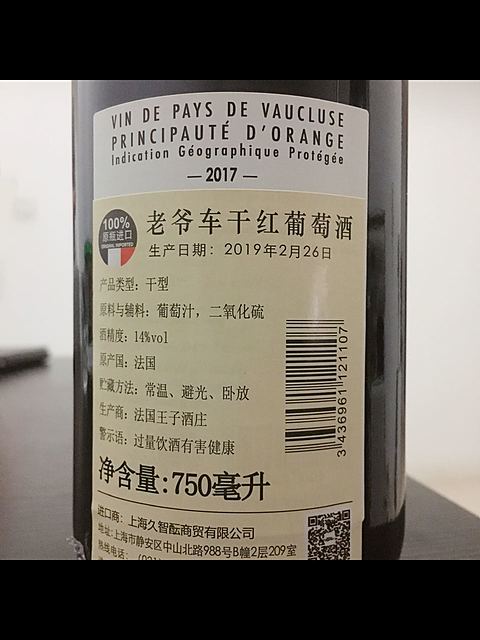 VIN DE PAYS DE VAUCLUSE
PRINCIPAUTÉ D'ORANGE
Indication Géographique Protégée
—2017—
100%
原瓶进口
ORIGINAL IMPORTED
老爷车干红葡萄酒
生产日期：2019年2月26日
产品类型：干型
原料与辅料：葡萄汁，二氧化硫
酒精度：14%vol
原产国：法国
贮藏方法：常温、避光、卧放
生产商：法国王子酒庄
警示语：过量饮酒有害健康
净含量:750毫升
3 436961 121107
进口商：上海久智酝商贸有限公司
地址:上海市静安区中山北路988号B幢2层209室
热线电话：